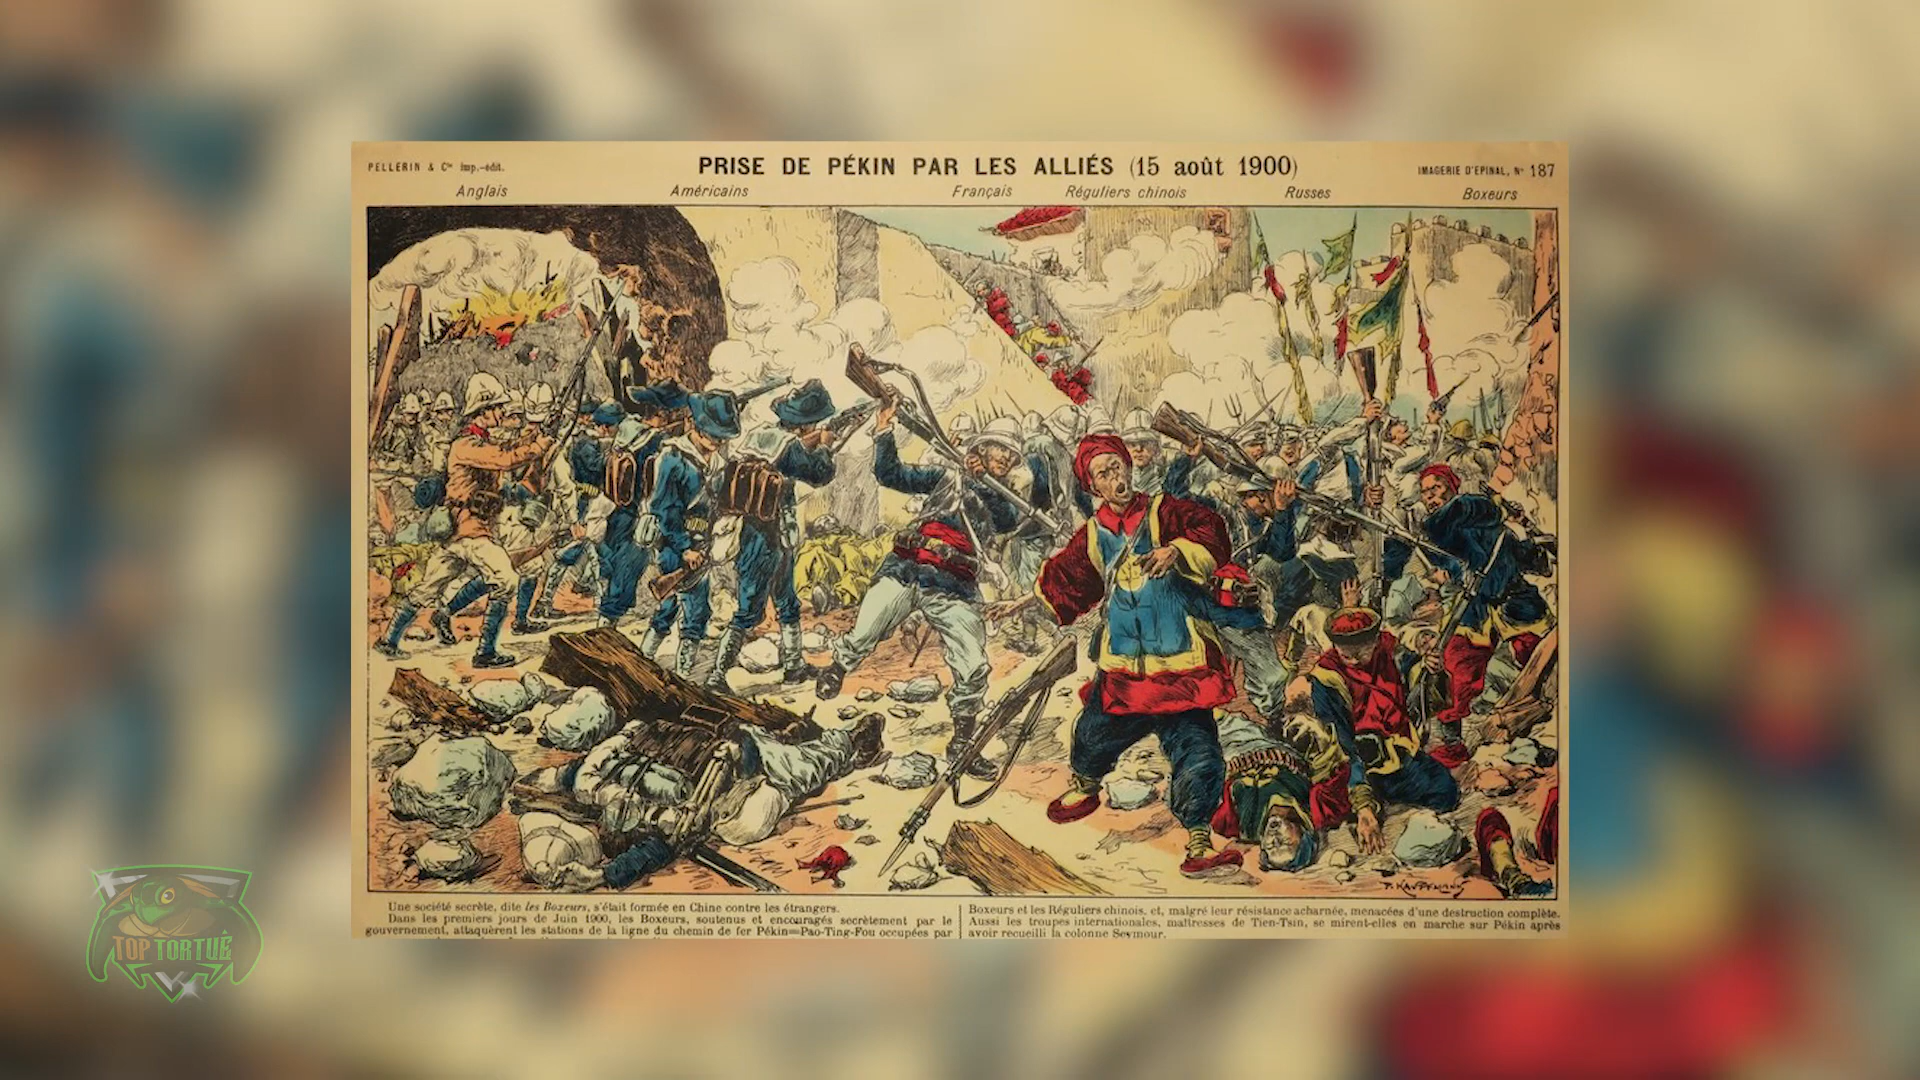 PELLERIN & Cie imp.-édit.
PRISE DE PÉKIN PAR LES ALLIÉS (15 août 1900)
IMAGERIE D'EPINAL, No 187
Anglais Américains Français Réguliers chinois Russes Boxeurs
P. KAUFFMANN
Une société secrète, dite les Boxeurs, s'était formée en Chine contre les étrangers.
Dans les premiers jours de Juin 1900, les Boxeurs, soutenus et encouragés secrètement par le
gouvernement, attaquèrent les stations de la ligne du chemin de fer Pékin=Pao-Ting-Fou occupées par
Boxeurs et les Réguliers chinois, et, malgré leur résistance acharnée, menacées d'une destruction complète.
Aussi les troupes internationales, maîtresses de Tien-Tsin, se mirent-elles en marche sur Pékin après
avoir recueilli la colonne Seymour.
TOP TORTUE